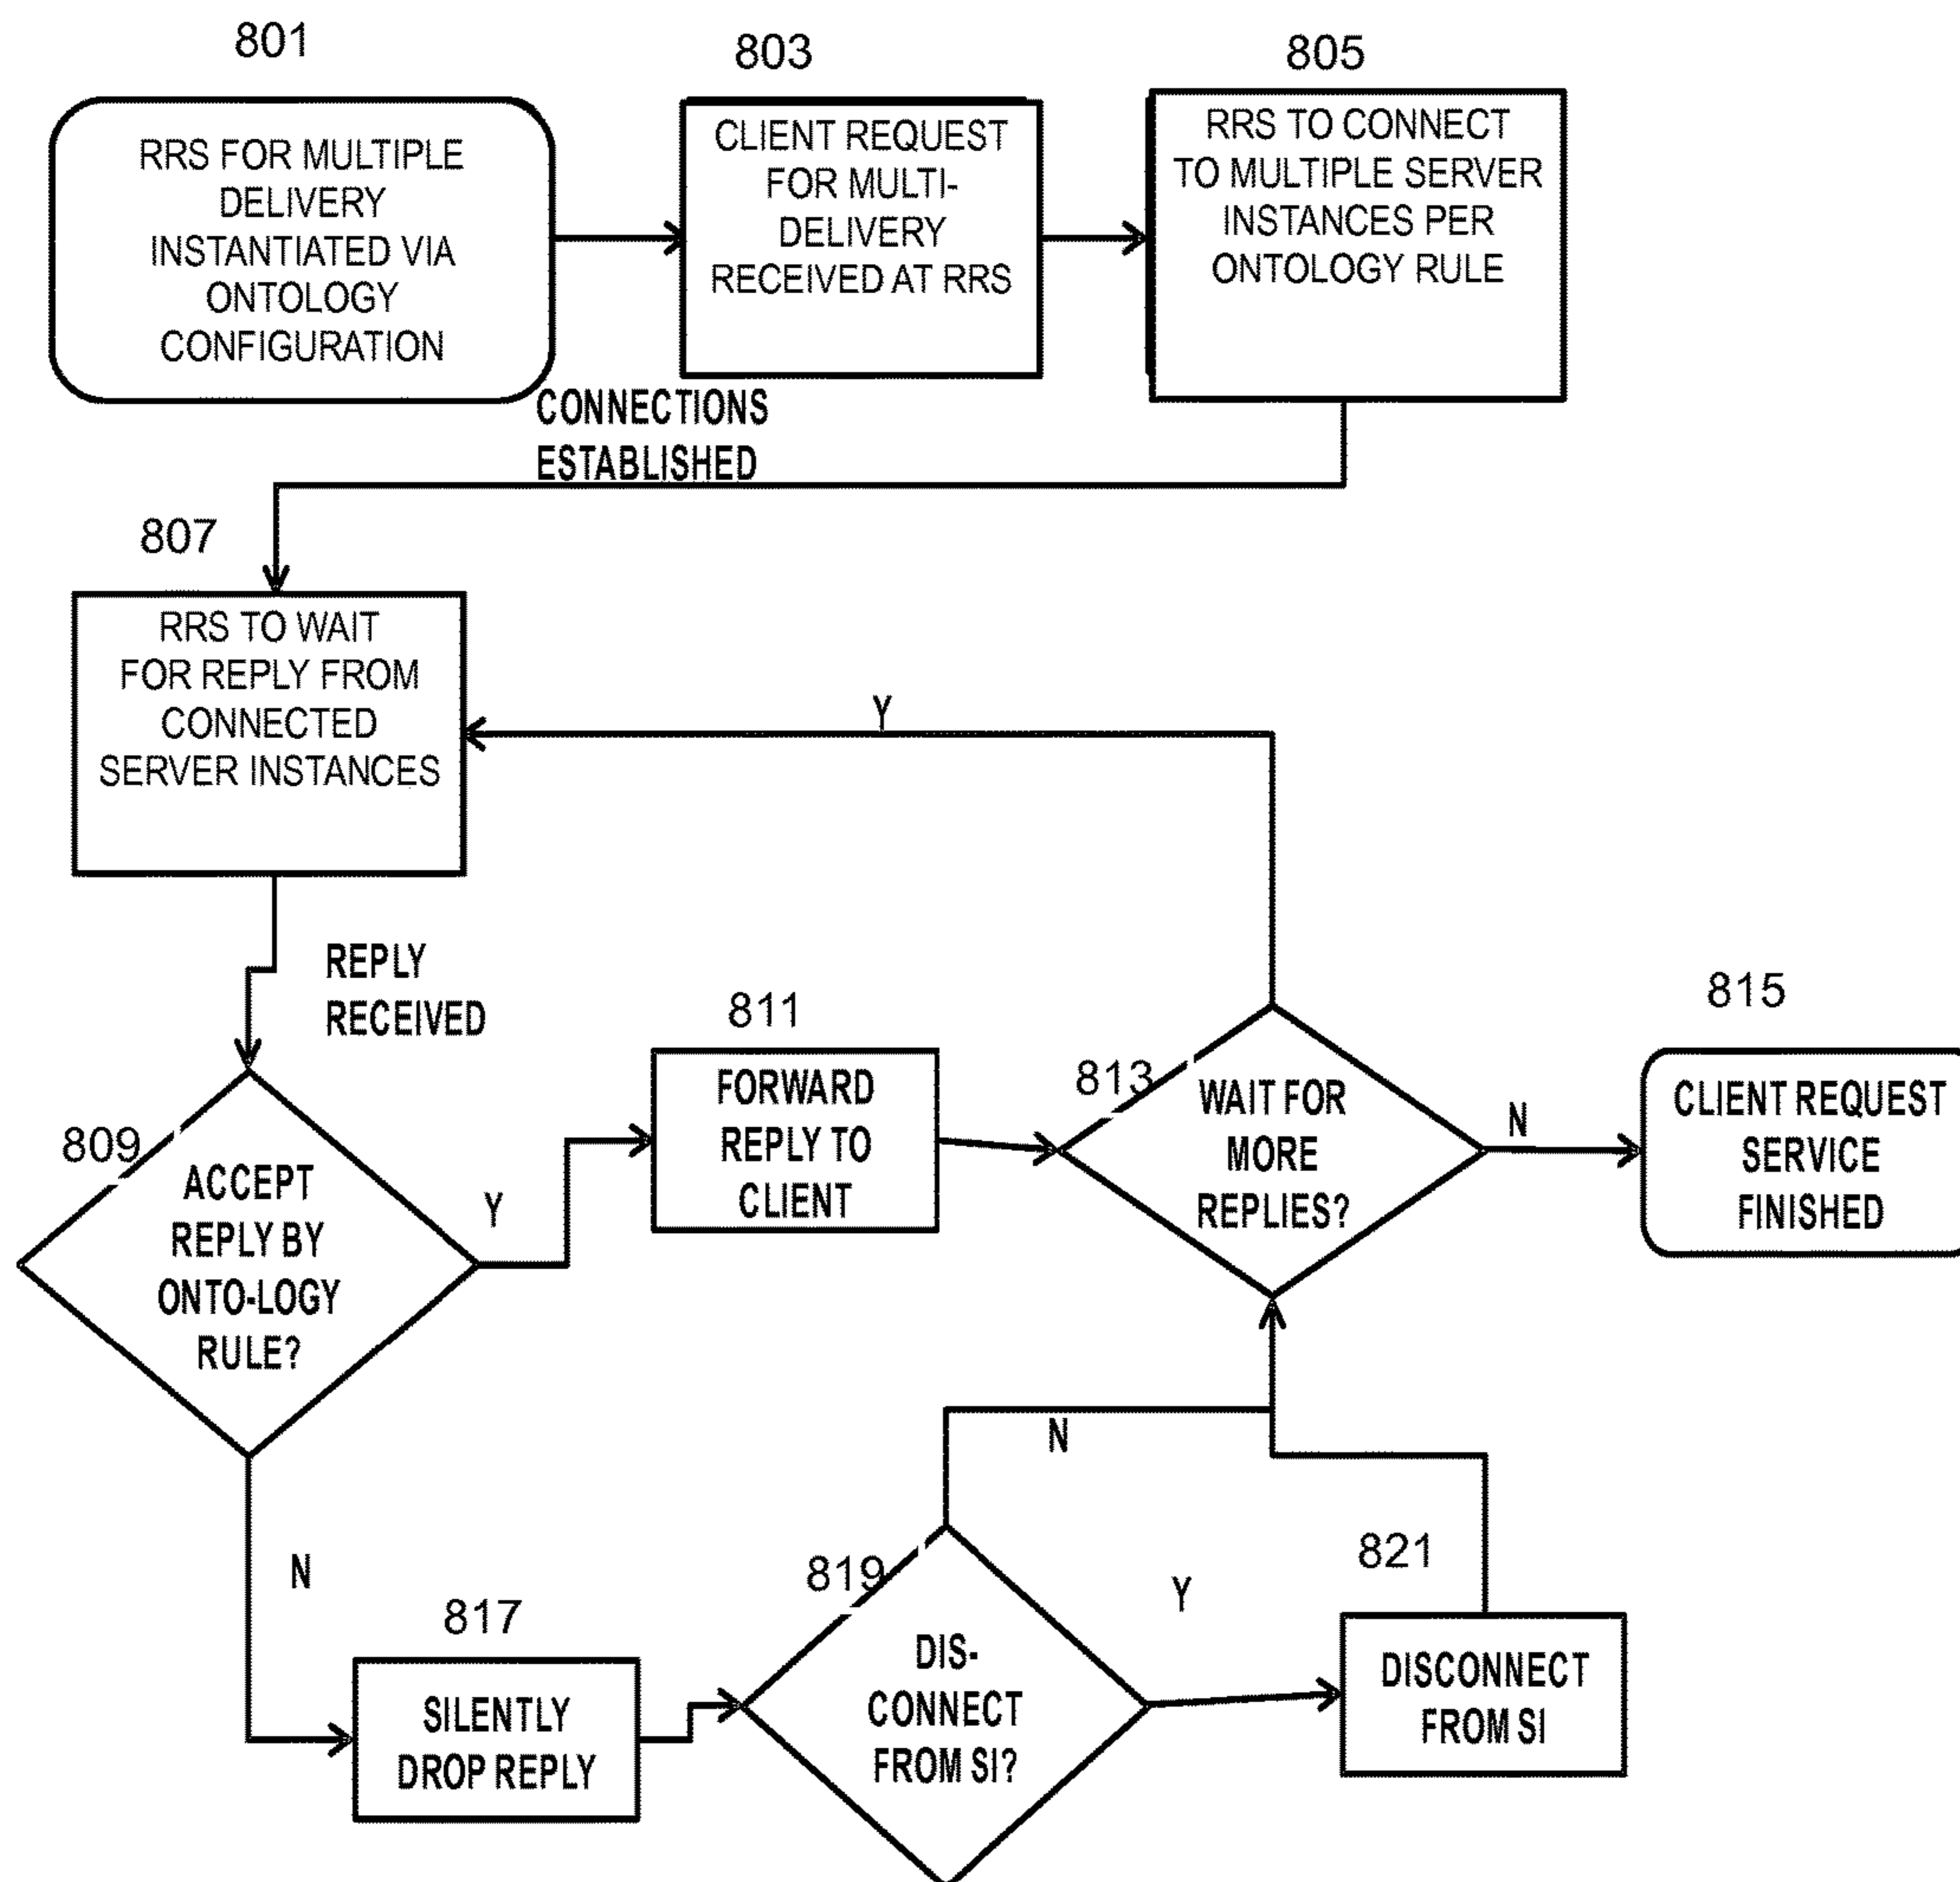 801
RRS FOR MULTIPLE
DELIVERY
INSTANTIATED VIA
ONTOLOGY
CONFIGURATION
803
CLIENT REQUEST
FOR MULTI-
DELIVERY
RECEIVED AT RRS
805
RRS TO CONNECT
TO MULTIPLE SERVER
INSTANCES PER
ONTOLOGY RULE
CONNECTIONS
ESTABLISHED
807
RRS TO WAIT
FOR REPLY FROM
CONNECTED
SERVER INSTANCES
Y
REPLY
RECEIVED
809
ACCEPT
REPLY BY
ONTO-LOGY
RULE?
Y
811
FORWARD
REPLY TO
CLIENT
813
WAIT FOR
MORE
REPLIES?
N
815
CLIENT REQUEST
SERVICE
FINISHED
N
817
SILENTLY
DROP REPLY
819
DIS-
CONNECT
FROM SI?
N
Y
821
DISCONNECT
FROM SI